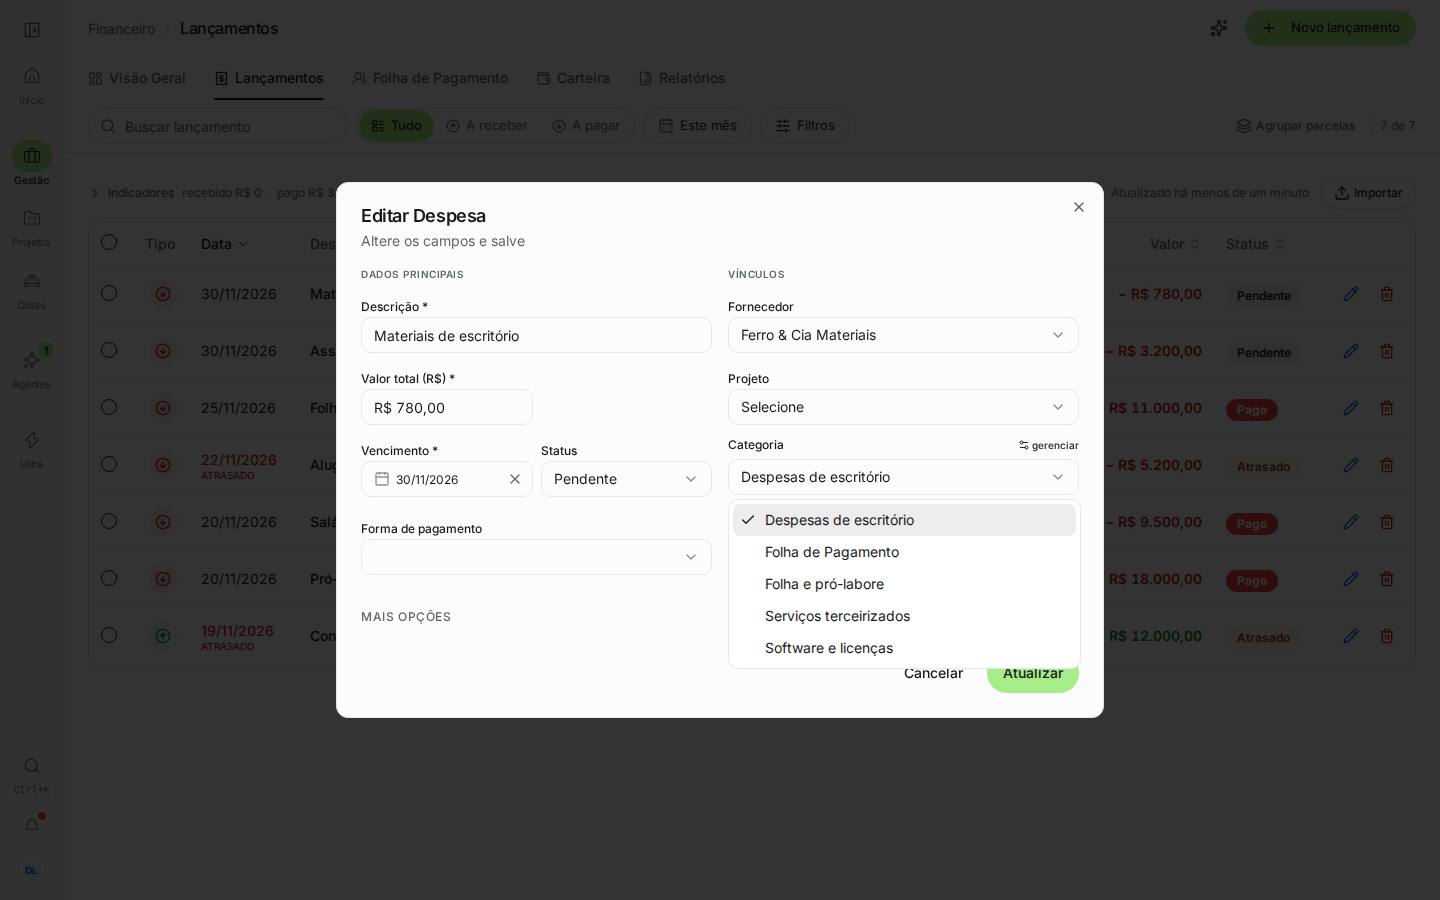 Financeiro > Lançamentos
Novo lançamento
Início
Gestão
Projetos
Obras
1
Agentes
Ultra
Ctrl+K
DL
Visão Geral
Lançamentos
Folha de Pagamento
Carteira
Relatórios
Buscar lançamento
Tudo
A receber
A pagar
Este mês
Filtros
Agrupar parcelas
7 de 7
Indicadores recebido R$ 0 · pago R$ 3
Atualizado há menos de um minuto
Importar
Tipo Data Valor Status
30/11/2026 − R$ 780,00 Pendente
30/11/2026 − R$ 3.200,00 Pendente
25/11/2026 R$ 11.000,00 Pago
22/11/2026 − R$ 5.200,00 Atrasado
ATRASADO
20/11/2026 − R$ 9.500,00 Pago
20/11/2026 R$ 18.000,00 Pago
19/11/2026 R$ 12.000,00 Atrasado
ATRASADO
Editar Despesa
Altere os campos e salve
DADOS PRINCIPAIS
Descrição *
Materiais de escritório
Valor total (R$) *
R$ 780,00
Vencimento *
30/11/2026
Status
Pendente
Forma de pagamento
MAIS OPÇÕES
VÍNCULOS
Fornecedor
Ferro & Cia Materiais
Projeto
Selecione
Categoria
gerenciar
Despesas de escritório
Despesas de escritório
Folha de Pagamento
Folha e pró-labore
Serviços terceirizados
Software e licenças
Cancelar
Atualizar